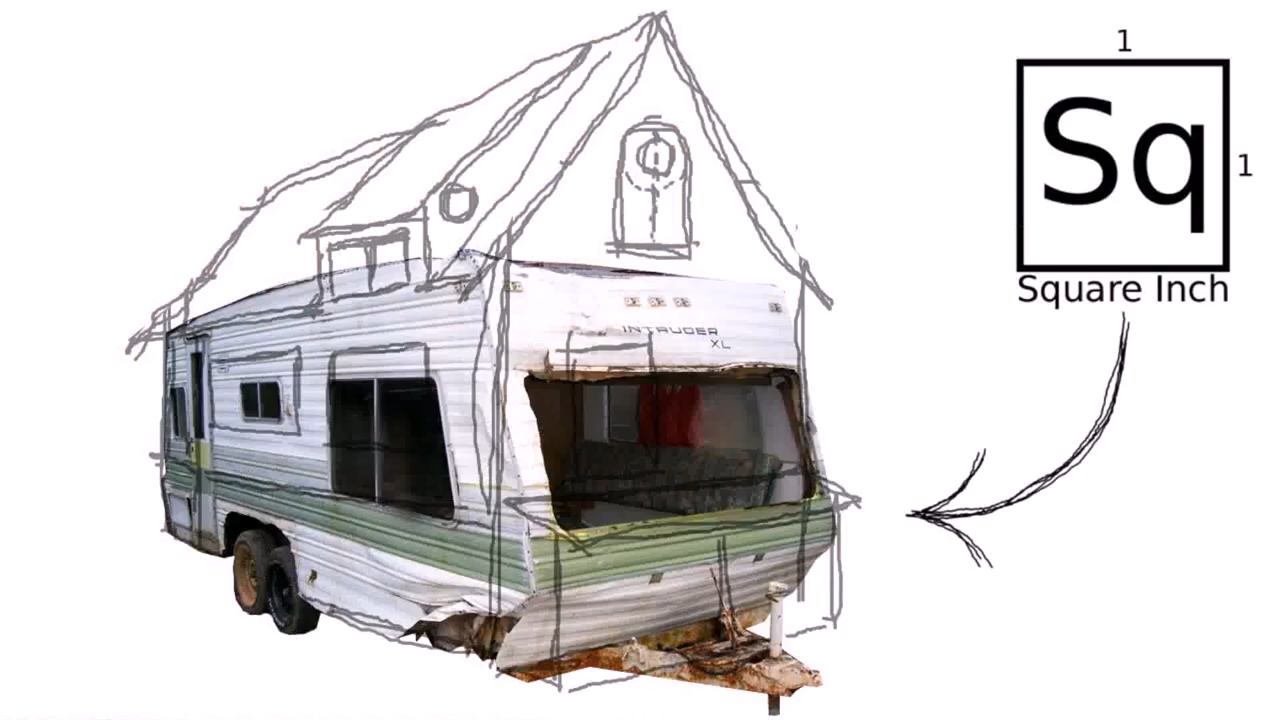 1
Sq
1
Square Inch
INTRUDER
XL